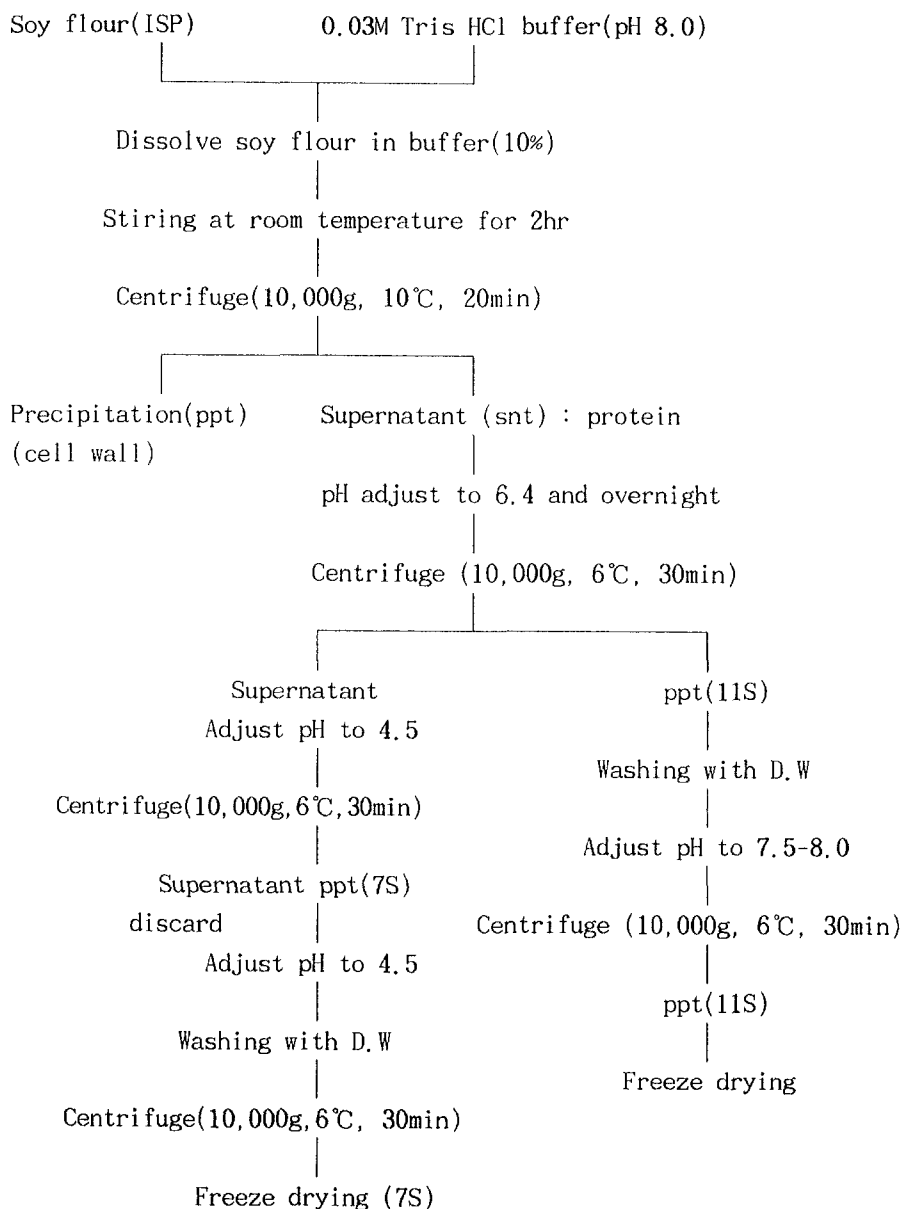 Soy flour(ISP)
0.03M Tris HCl buffer(pH 8.0)
Dissolve soy flour in buffer(10%)
Stiring at room temperature for 2hr
Centrifuge(10,000g, 10℃, 20min)
Precipitation(ppt)
(cell wall)
Supernatant (snt) : protein
pH adjust to 6.4 and overnight
Centrifuge (10,000g, 6℃, 30min)
Supernatant
Adjust pH to 4.5
Centrifuge(10,000g,6℃,30min)
Supernatant ppt(7S)
discard
Adjust pH to 4.5
Washing with D.W
Centrifuge(10,000g,6℃, 30min)
Freeze drying (7S)
ppt(11S)
Washing with D.W
Adjust pH to 7.5-8.0
Centrifuge (10,000g, 6℃, 30min)
ppt(11S)
Freeze drying